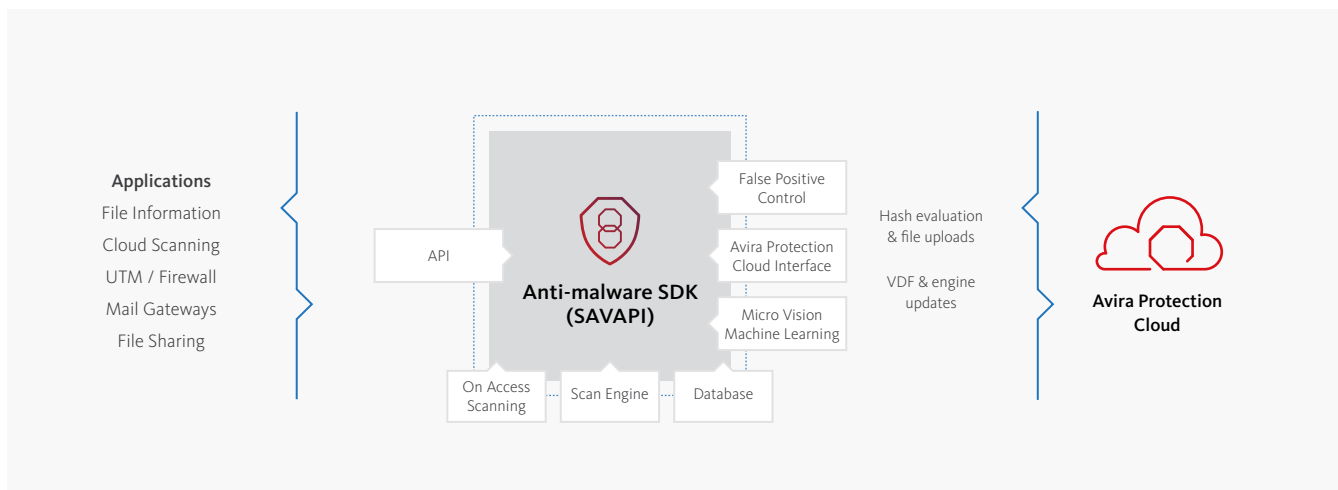 Applications
File Information
Cloud Scanning
UTM / Firewall
Mail Gateways
File Sharing
API
Anti-malware SDK
(SAVAPI)
False Positive
Control
Avira Protection
Cloud Interface
Micro Vision
Machine Learning
On Access
Scanning
Scan Engine
Database
Hash evaluation
& file uploads
VDF & engine
updates
Avira Protection
Cloud